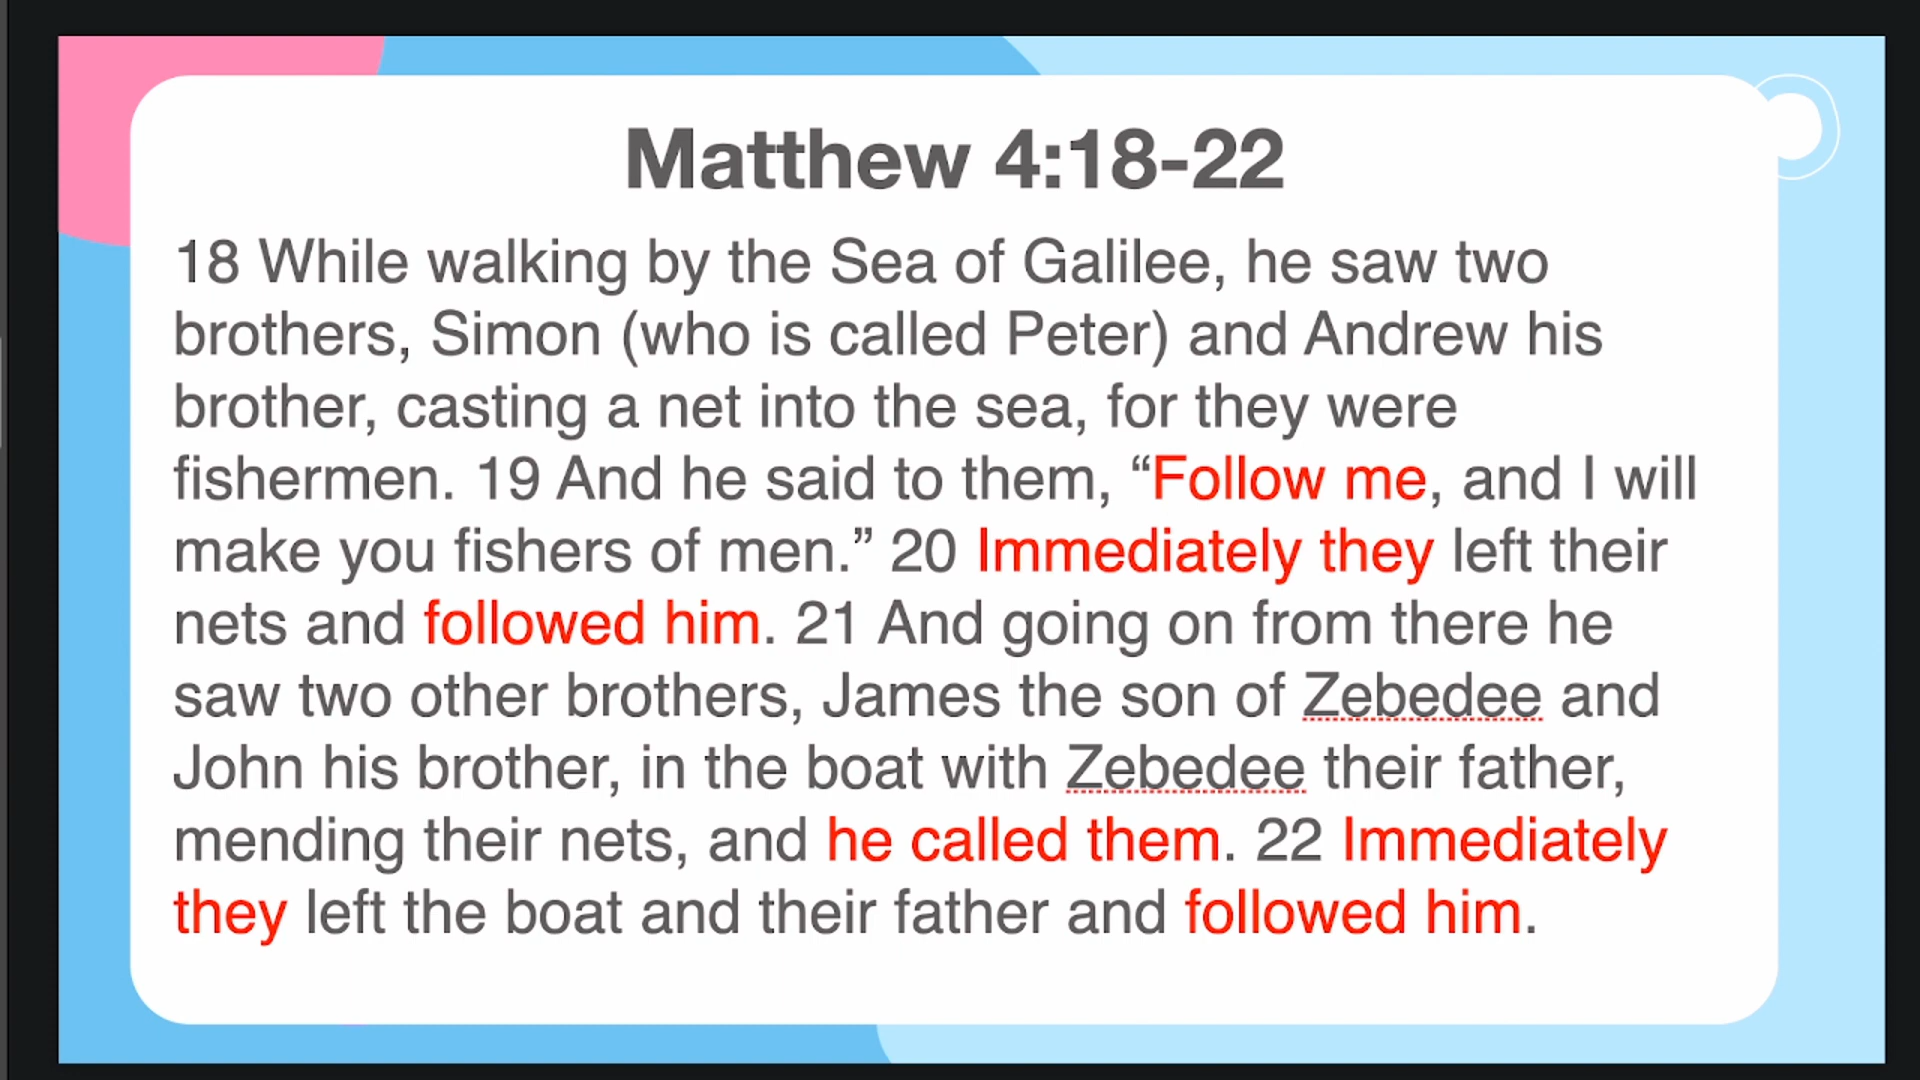 Matthew 4:18-22
18 While walking by the Sea of Galilee, he saw two
brothers, Simon (who is called Peter) and Andrew his
brother, casting a net into the sea, for they were
fishermen. 19 And he said to them, “Follow me, and I will
make you fishers of men.” 20 Immediately they left their
nets and followed him. 21 And going on from there he
saw two other brothers, James the son of Zebedee and
John his brother, in the boat with Zebedee their father,
mending their nets, and he called them. 22 Immediately
they left the boat and their father and followed him.